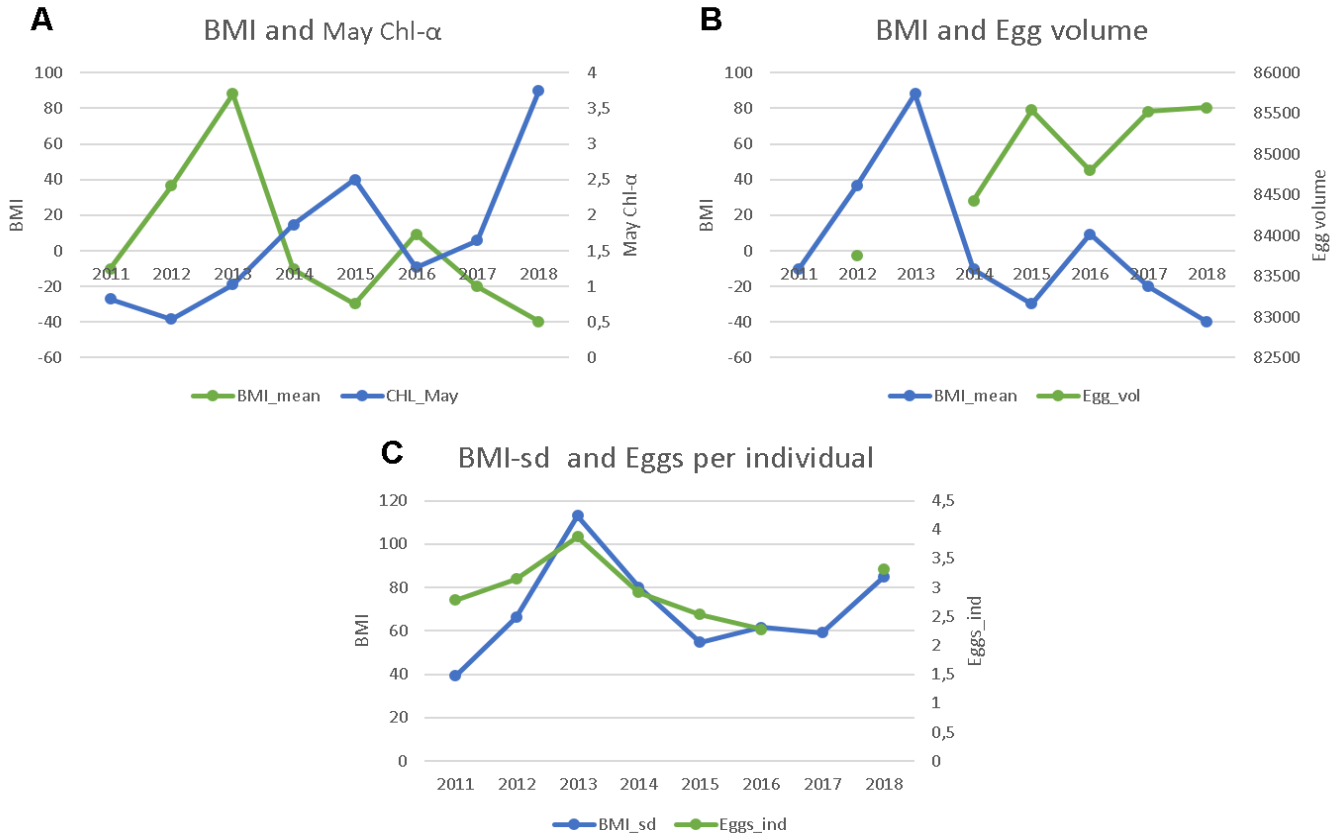 A
BMI and May Chl-α
100
80
60
40
20
0
-20
-40
-60
BMI
4
3,5
3
2,5
2
1,5
1
0,5
0
May Chl-α
2011 2012 2013 2014 2015 2016 2017 2018
BMI_mean CHL_May
B
BMI and Egg volume
100
80
60
40
20
0
-20
-40
-60
BMI
86000
85500
85000
84500
84000
83500
83000
82500
Egg volume
2011 2012 2013 2014 2015 2016 2017 2018
BMI_mean Egg_vol
C
BMI-sd and Eggs per individual
120
100
80
60
40
20
0
BMI
4,5
4
3,5
3
2,5
2
1,5
1
0,5
0
Eggs_ind
2011 2012 2013 2014 2015 2016 2017 2018
BMI_sd Eggs_ind